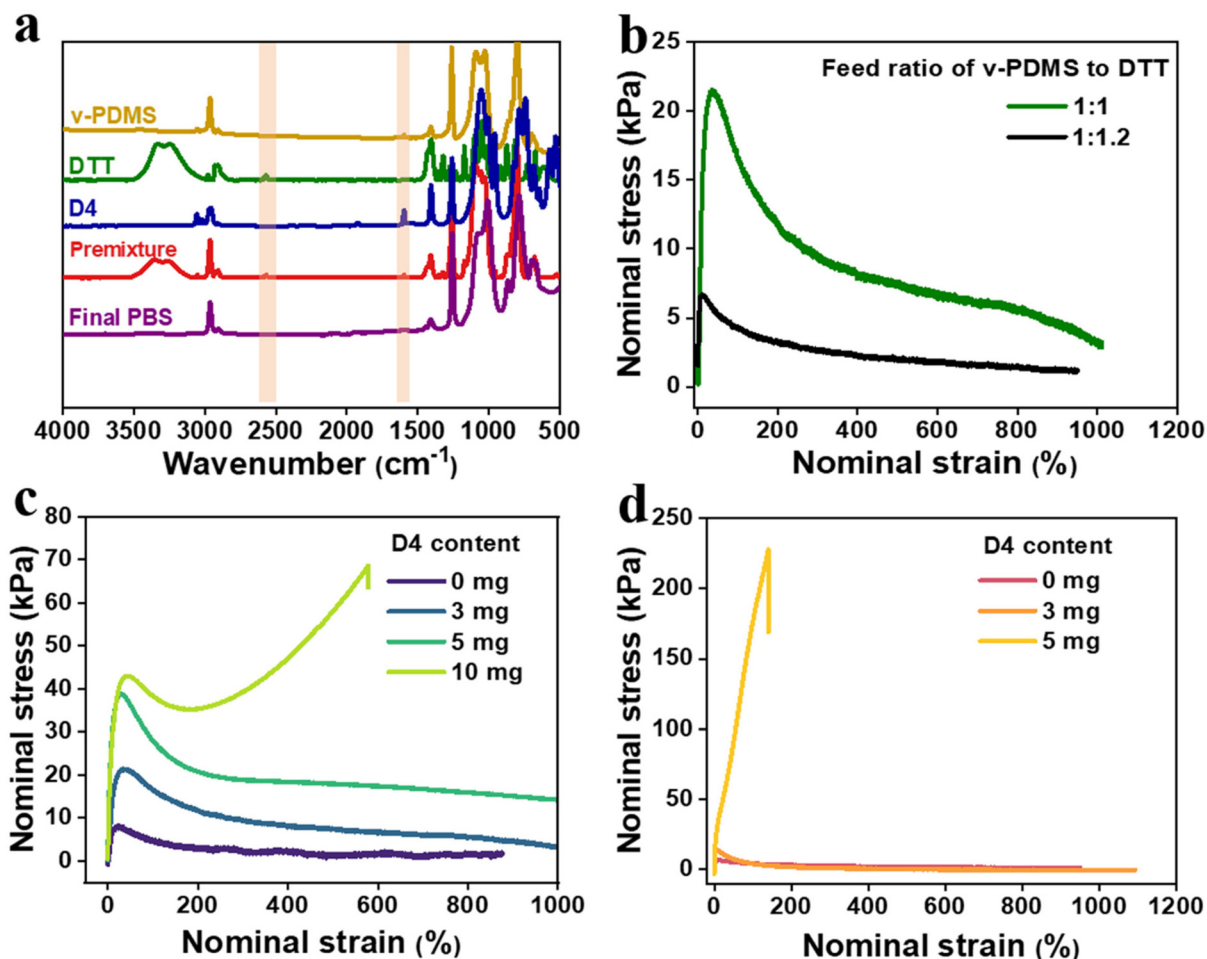 a
v-PDMS
DTT
D4
Premixture
Final PBS
4000 3500 3000 2500 2000 1500 1000 500
Wavenumber (cm⁻¹)
b
Nominal stress (kPa)
25
20
15
10
5
0
Feed ratio of v-PDMS to DTT
1:1
1:1.2
0 200 400 600 800 1000 1200
Nominal strain (%)
c
Nominal stress (kPa)
80
70
60
50
40
30
20
10
0
D4 content
0 mg
3 mg
5 mg
10 mg
0 200 400 600 800 1000
Nominal strain (%)
d
Nominal stress (kPa)
250
200
150
100
50
0
D4 content
0 mg
3 mg
5 mg
0 200 400 600 800 1000 1200
Nominal strain (%)